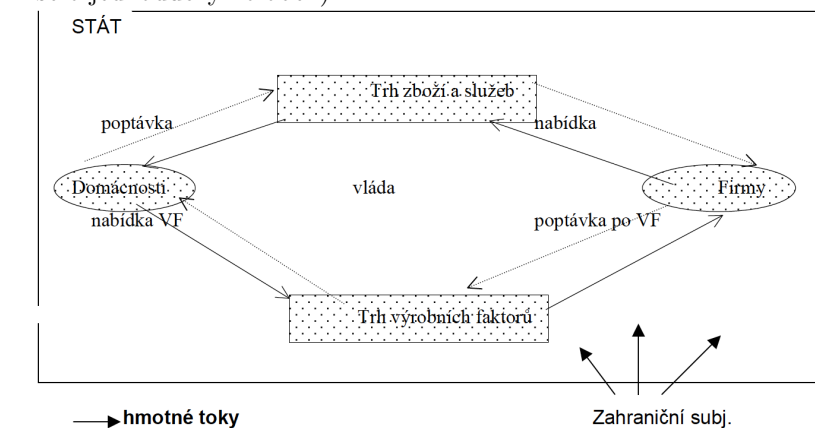 STÁT
Trh zboží a služeb
poptávka
nabídka
Domácnosti
vláda
Firmy
nabídka VF
poptávka po VF
Trh výrobních faktorů
hmotné toky
Zahraniční subj.